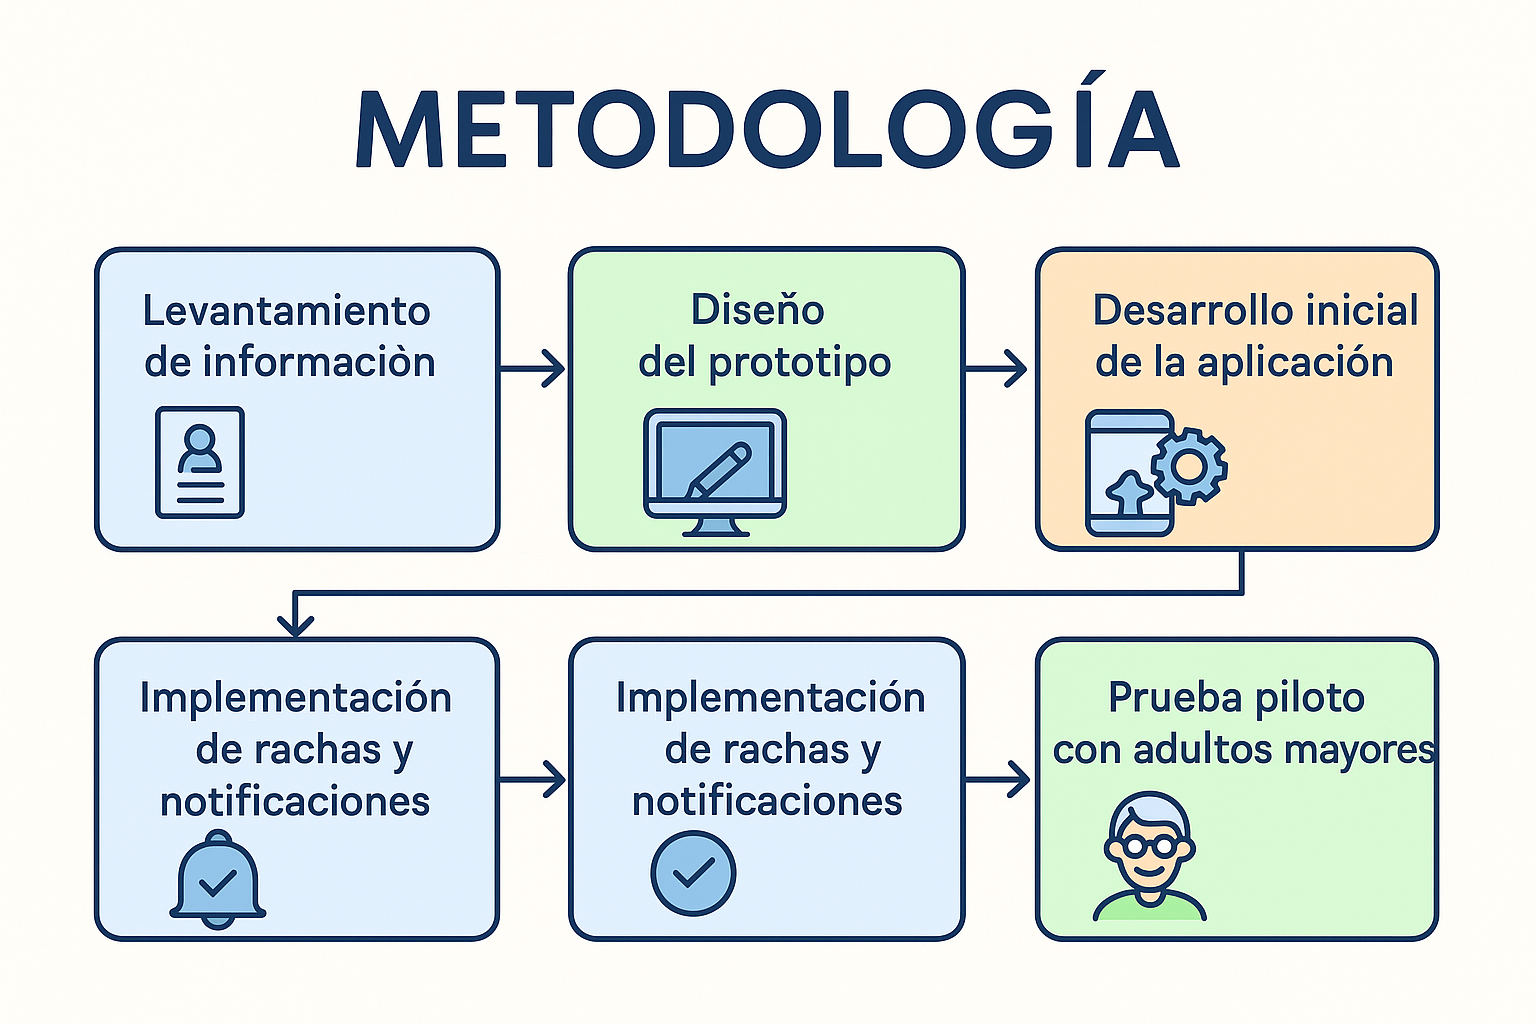 METODOLOGÍA
Levantamiento
de informaciòn
Diseňo
del prototipo
Desarrollo inicial
de la aplicación
Implementación
de rachas y
notificaciones
Implementación
de rachas y
notificaciones
Prueba piloto
con adultos mayores